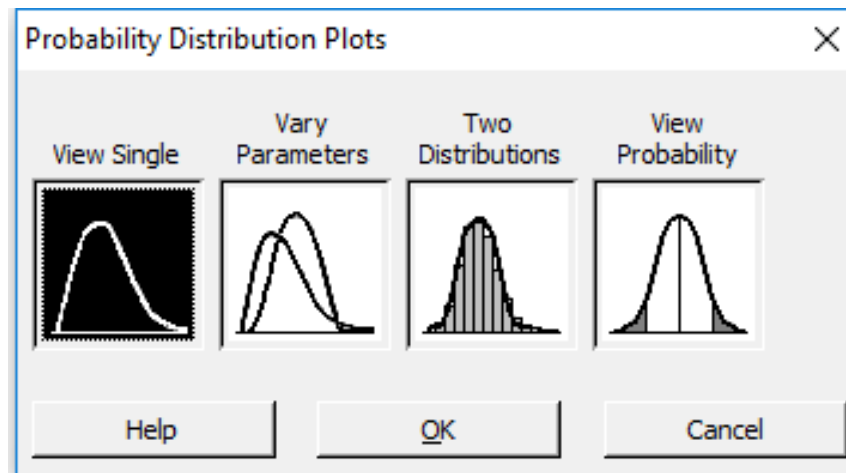 Probability Distribution Plots
View Single
Vary
Parameters
Two
Distributions
View
Probability
Help
OK
Cancel